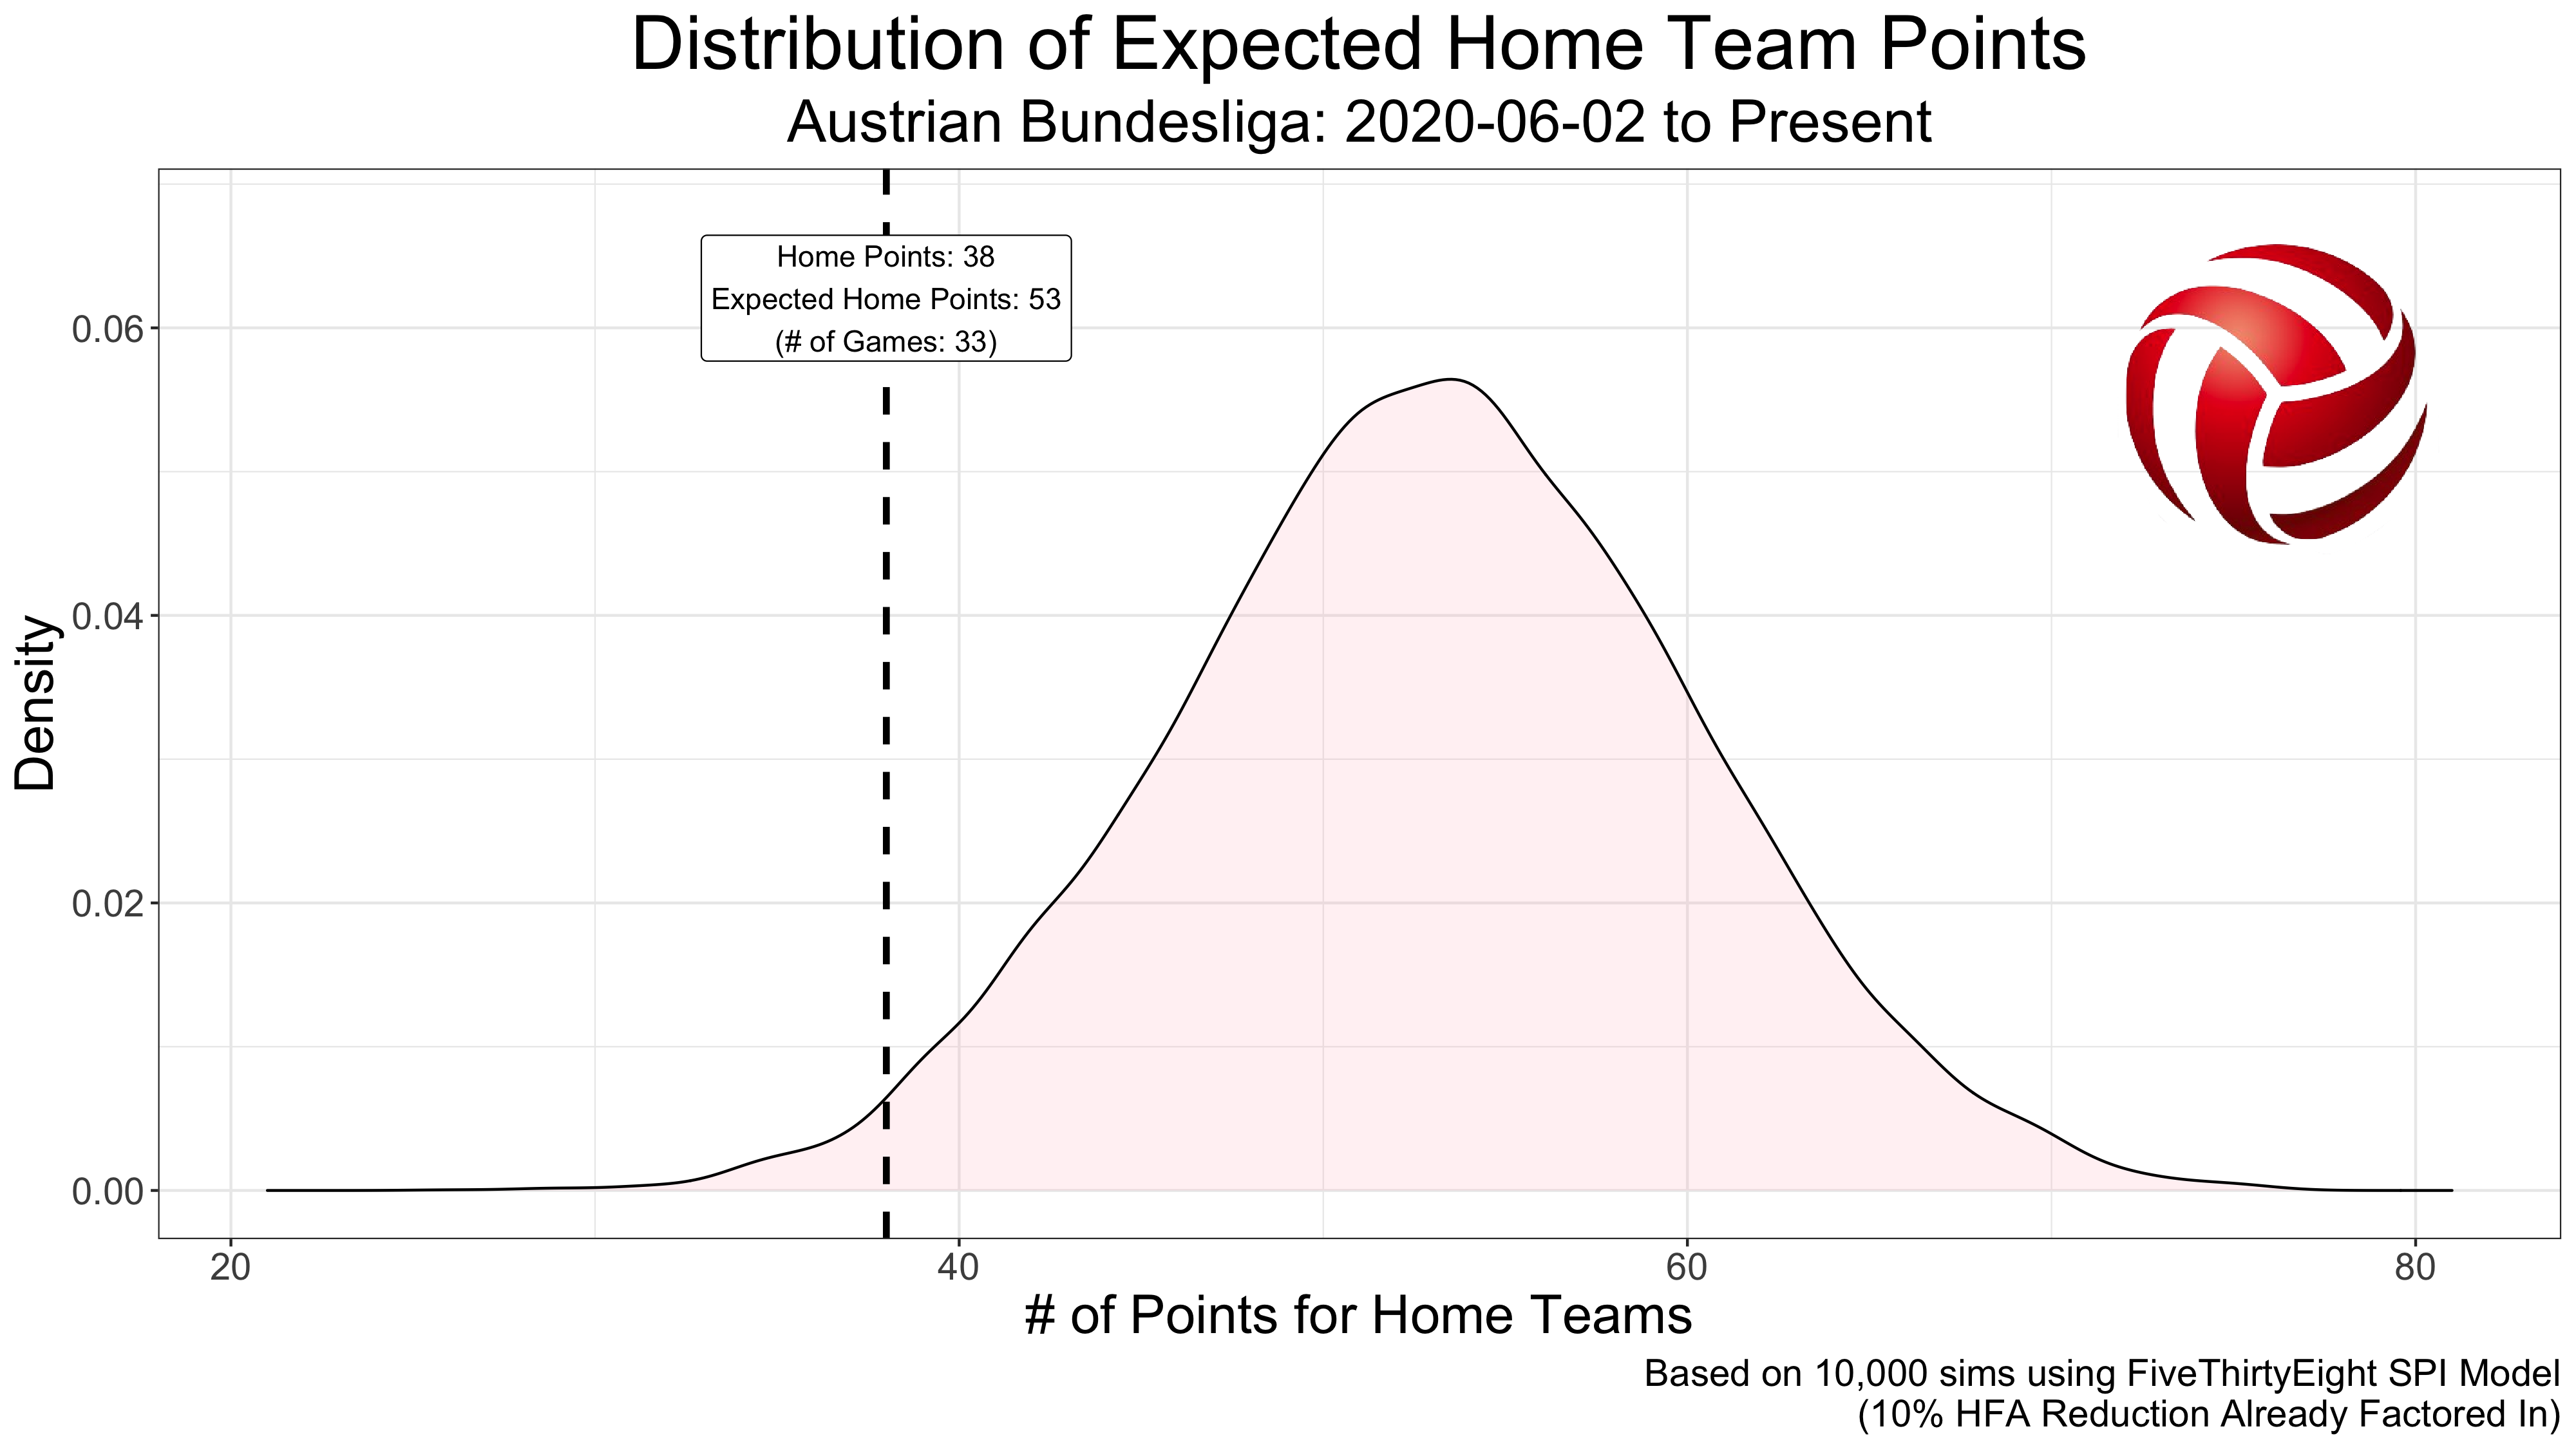 Distribution of Expected Home Team Points
Austrian Bundesliga: 2020-06-02 to Present
Home Points: 38
Expected Home Points: 53
(# of Games: 33)
0.06
0.04
0.02
0.00
Density
20 40 60 80
# of Points for Home Teams
Based on 10,000 sims using FiveThirtyEight SPI Model
(10% HFA Reduction Already Factored In)